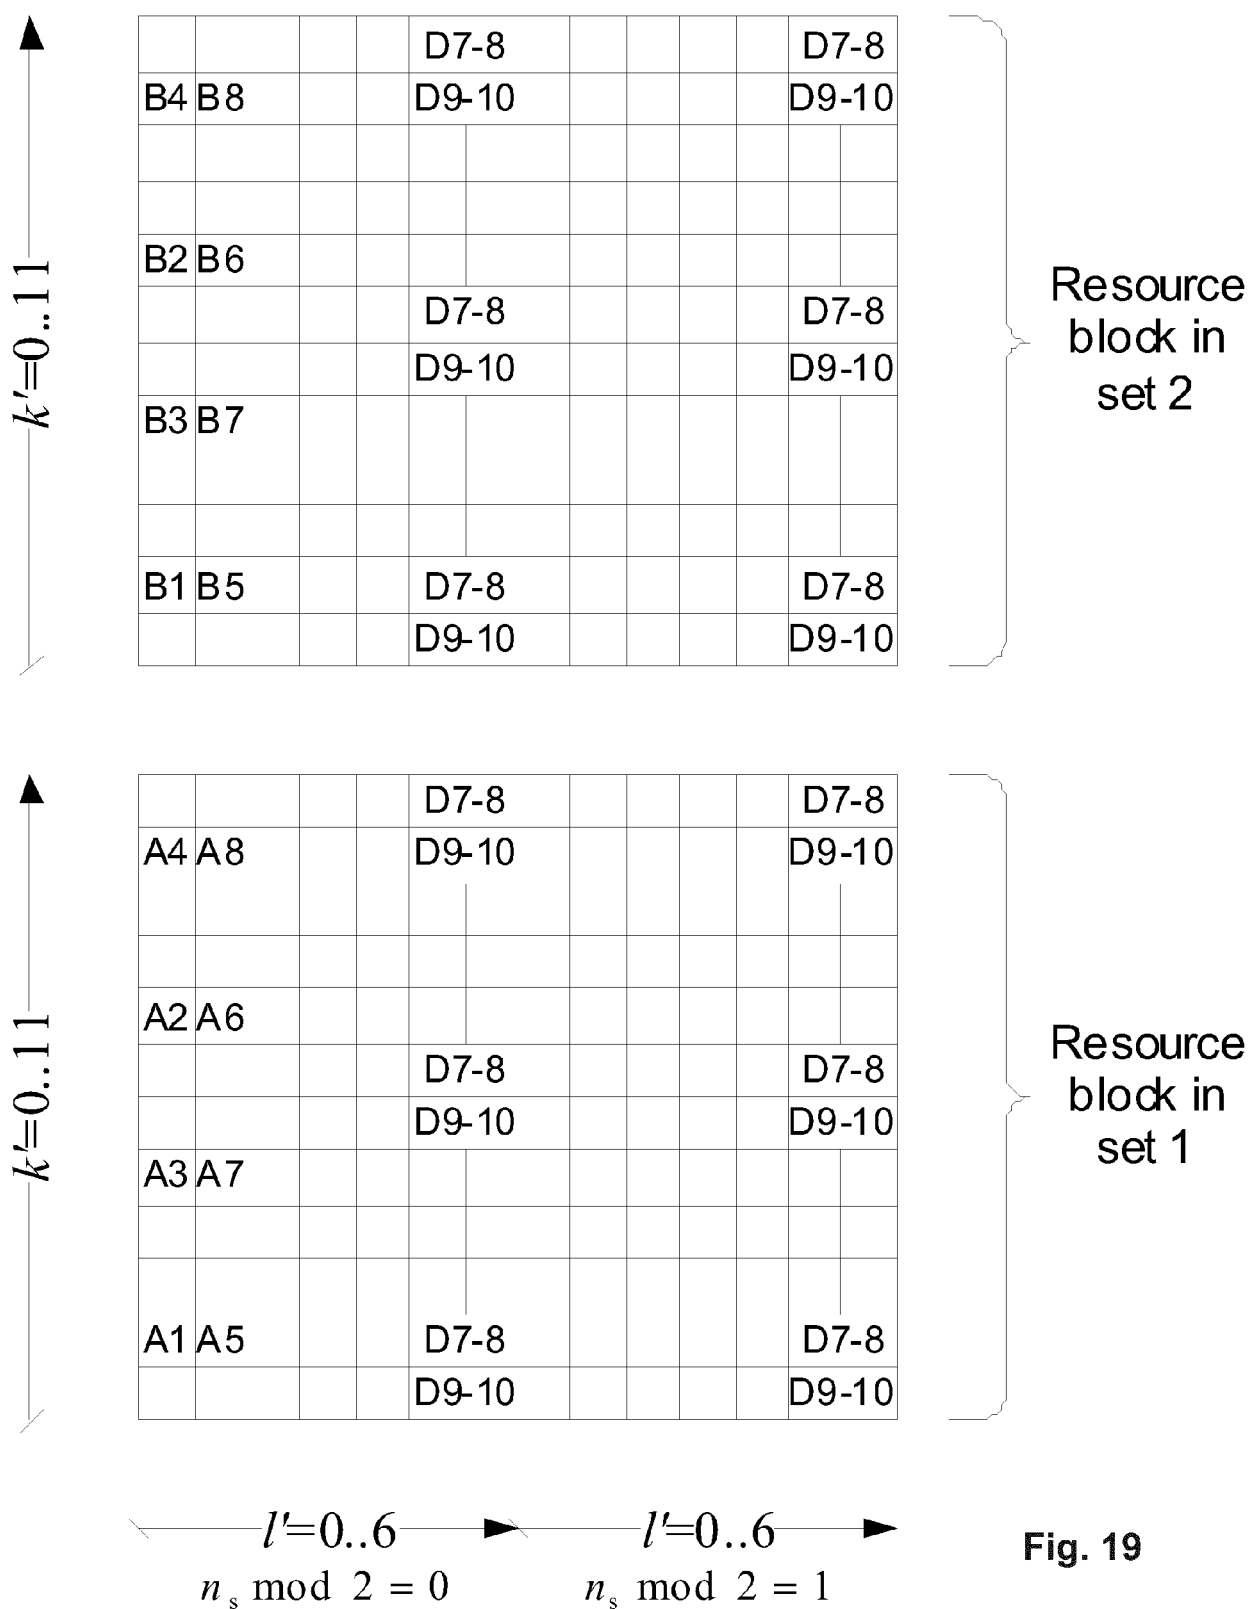 D7-8 D7-8
B4 B8 D9-10 D9-10
B2 B6
D7-8 D7-8
D9-10 D9-10
B3 B7
B1 B5 D7-8 D7-8
D9-10 D9-10
k'=0..11
Resource
block in
set 2
D7-8 D7-8
A4 A8 D9-10 D9-10
A2 A6
D7-8 D7-8
D9-10 D9-10
A3 A7
A1 A5 D7-8 D7-8
D9-10 D9-10
k'=0..11
Resource
block in
set 1
l'=0..6 l'=0..6
n_s mod 2 = 0 n_s mod 2 = 1
Fig. 19